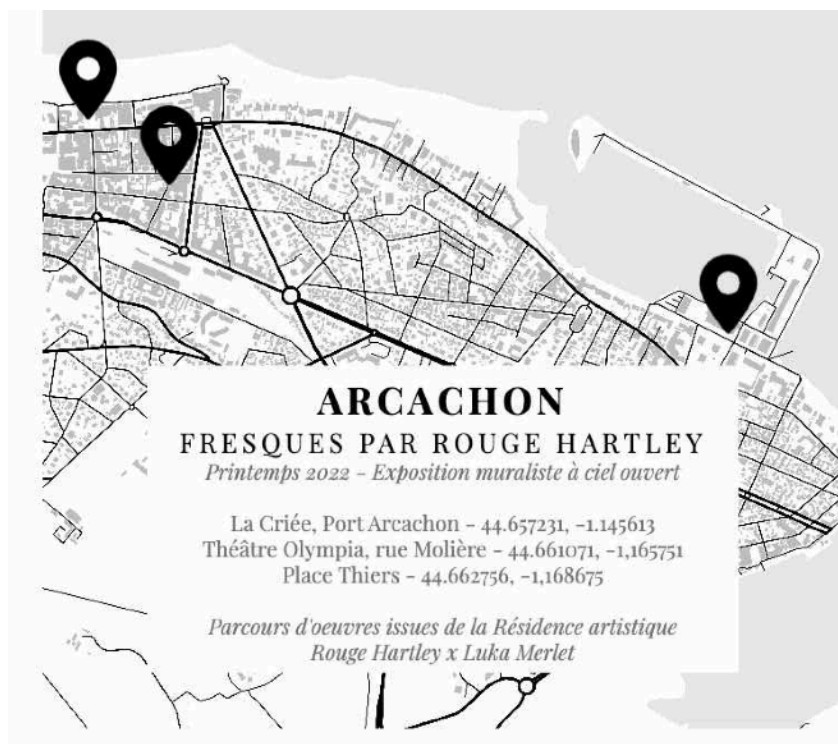 ARCACHON
FRESQUES PAR ROUGE HARTLEY
Printemps 2022 - Exposition muraliste à ciel ouvert
La Criée, Port Arcachon - 44.657231, -1.145613
Théâtre Olympia, rue Molière - 44.661071, -1,165751
Place Thiers - 44.662756, -1,168675
Parcours d'oeuvres issues de la Résidence artistique
Rouge Hartley x Luka Merlet